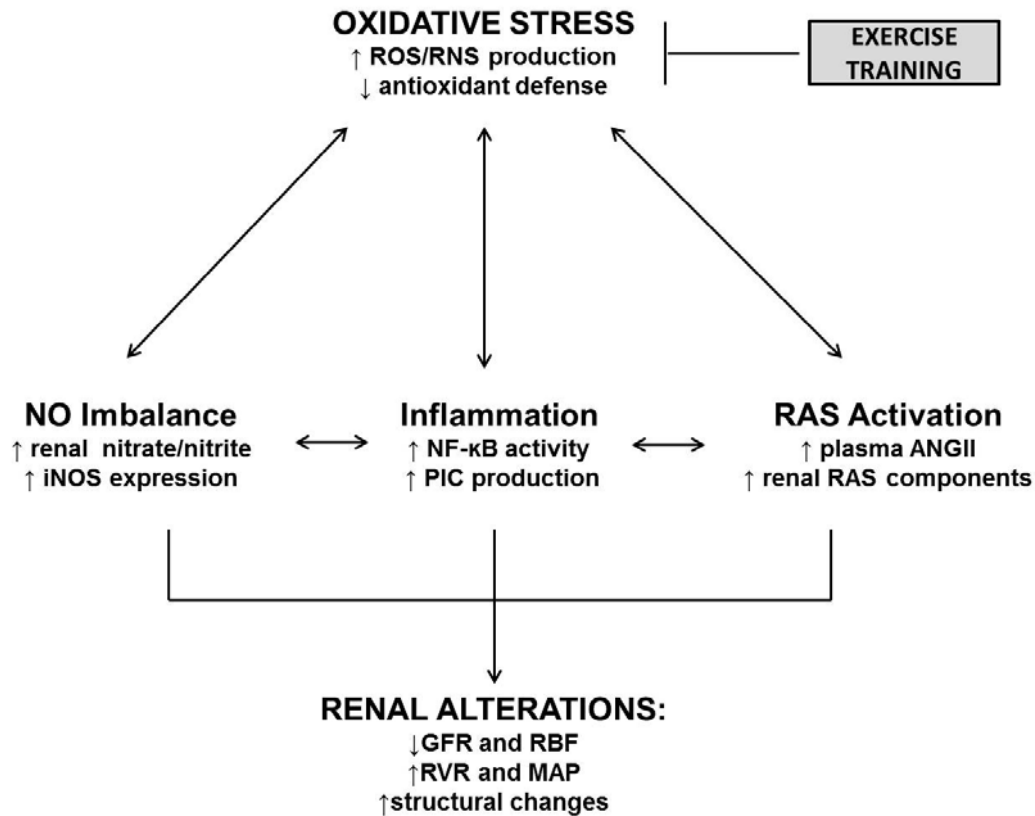 OXIDATIVE STRESS
↑ ROS/RNS production
↓ antioxidant defense
EXERCISE
TRAINING
NO Imbalance
↑ renal nitrate/nitrite
↑ iNOS expression
Inflammation
↑ NF-κB activity
↑ PIC production
RAS Activation
↑ plasma ANGII
↑ renal RAS components
RENAL ALTERATIONS:
↓GFR and RBF
↑RVR and MAP
↑structural changes